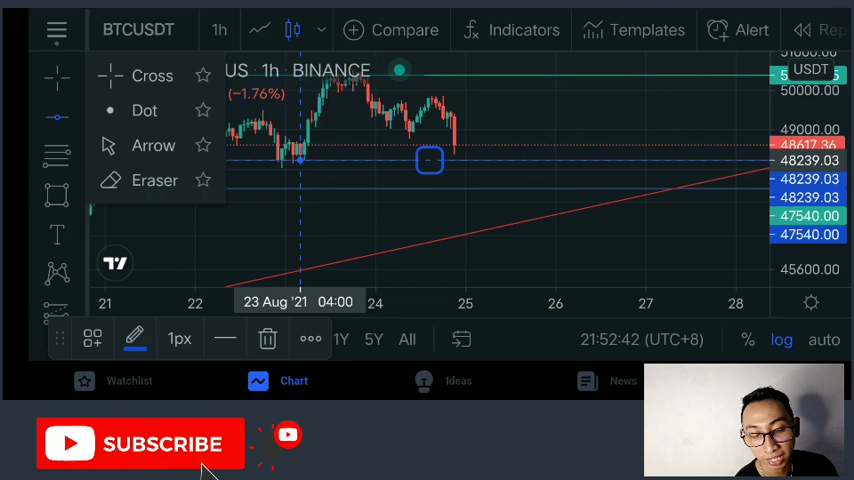 BTCUSDT 1h Compare Indicators Templates Alert Rep
Cross
Dot
Arrow
Eraser
US · 1h · BINANCE
(−1.76%)
USDT
50000.00
49000.00
48617.36
48239.03
48239.03
48239.03
47540.00
47540.00
45600.00
21 22 23 Aug '21 04:00 24 25 26 27 28
1px 1Y 5Y All 21:52:42 (UTC+8) % log auto
Watchlist Chart Ideas News
SUBSCRIBE